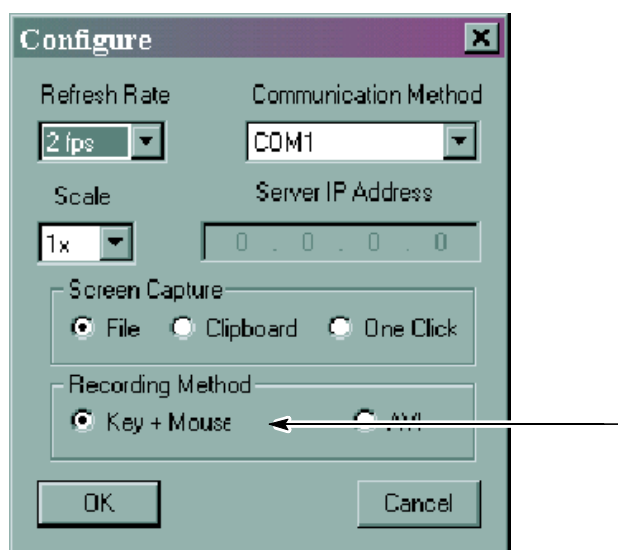 Configure
Refresh Rate
Communication Method
2 fps
COM1
Scale
Server IP Address
1x
0 . 0 . 0 . 0
Screen Capture
File
Clipboard
One Click
Recording Method
Key + Mouse
OK
Cancel